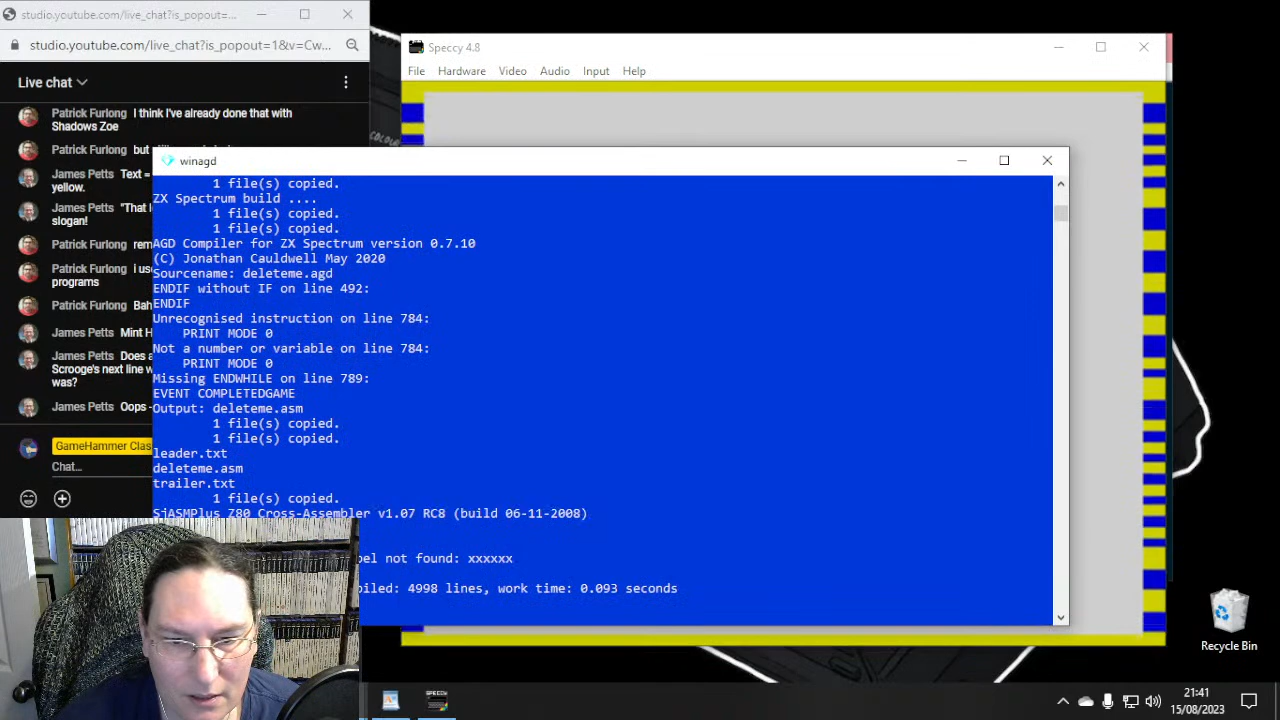 studio.youtube.com/live_chat?is_popout=...
studio.youtube.com/live_chat?is_popout=1&v=Cw...
Live chat
Patrick Furlong I think I've already done that with
Shadows Zoe
Patrick Furlong but
James Petts Text =
yellow.
James Petts "That
slogan!
Patrick Furlong
Patrick Furlong i
programs
Patrick Furlong Bah
James Petts Mint H
James Petts Does a
Scrooge's next line w
was?
James Petts Oops -
GameHammer Clas
Chat...
Speccy 4.8
File Hardware Video Audio Input Help
winagd
1 file(s) copied.
ZX Spectrum build ....
1 file(s) copied.
1 file(s) copied.
AGD Compiler for ZX Spectrum version 0.7.10
(C) Jonathan Cauldwell May 2020
Sourcename: deleteme.agd
ENDIF without IF on line 492:
ENDIF
Unrecognised instruction on line 784:
PRINT MODE 0
Not a number or variable on line 784:
PRINT MODE 0
Missing ENDWHILE on line 789:
EVENT COMPLETEDGAME
Output: deleteme.asm
1 file(s) copied.
1 file(s) copied.
leader.txt
deleteme.asm
trailer.txt
1 file(s) copied.
SjASMPlus Z80 Cross-Assembler v1.07 RC8 (build 06-11-2008)
bel not found: xxxxxx
piled: 4998 lines, work time: 0.093 seconds
Recycle Bin
SPECCY
21:41
15/08/2023